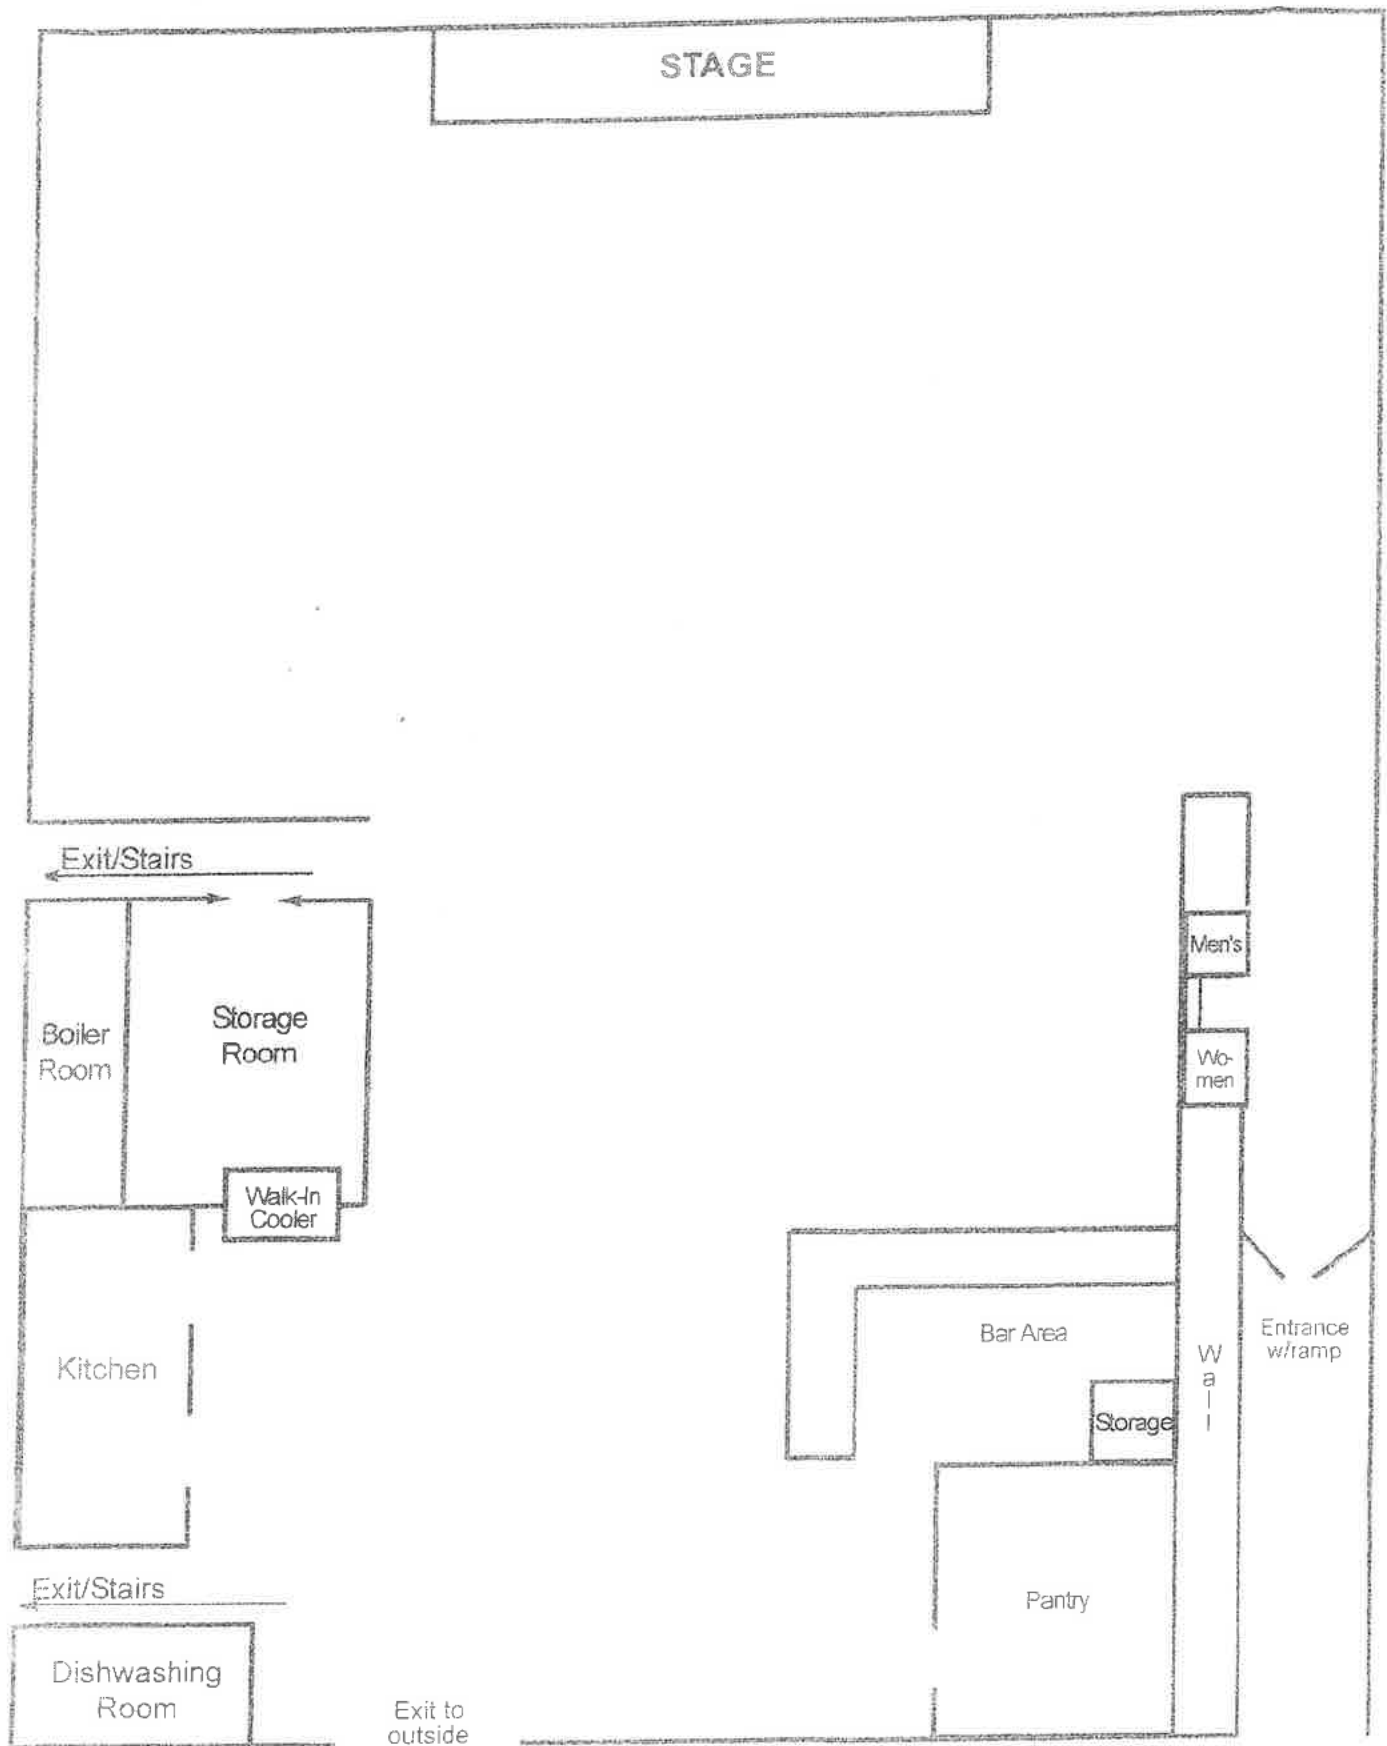 STAGE
Exit/Stairs
Men's
Boiler
Room
Storage
Room
Wo-
men
Walk-In
Cooler
Kitchen
Bar Area
Entrance
w/ramp
W
a
l
l
Storage
Exit/Stairs
Pantry
Dishwashing
Room
Exit to
outside